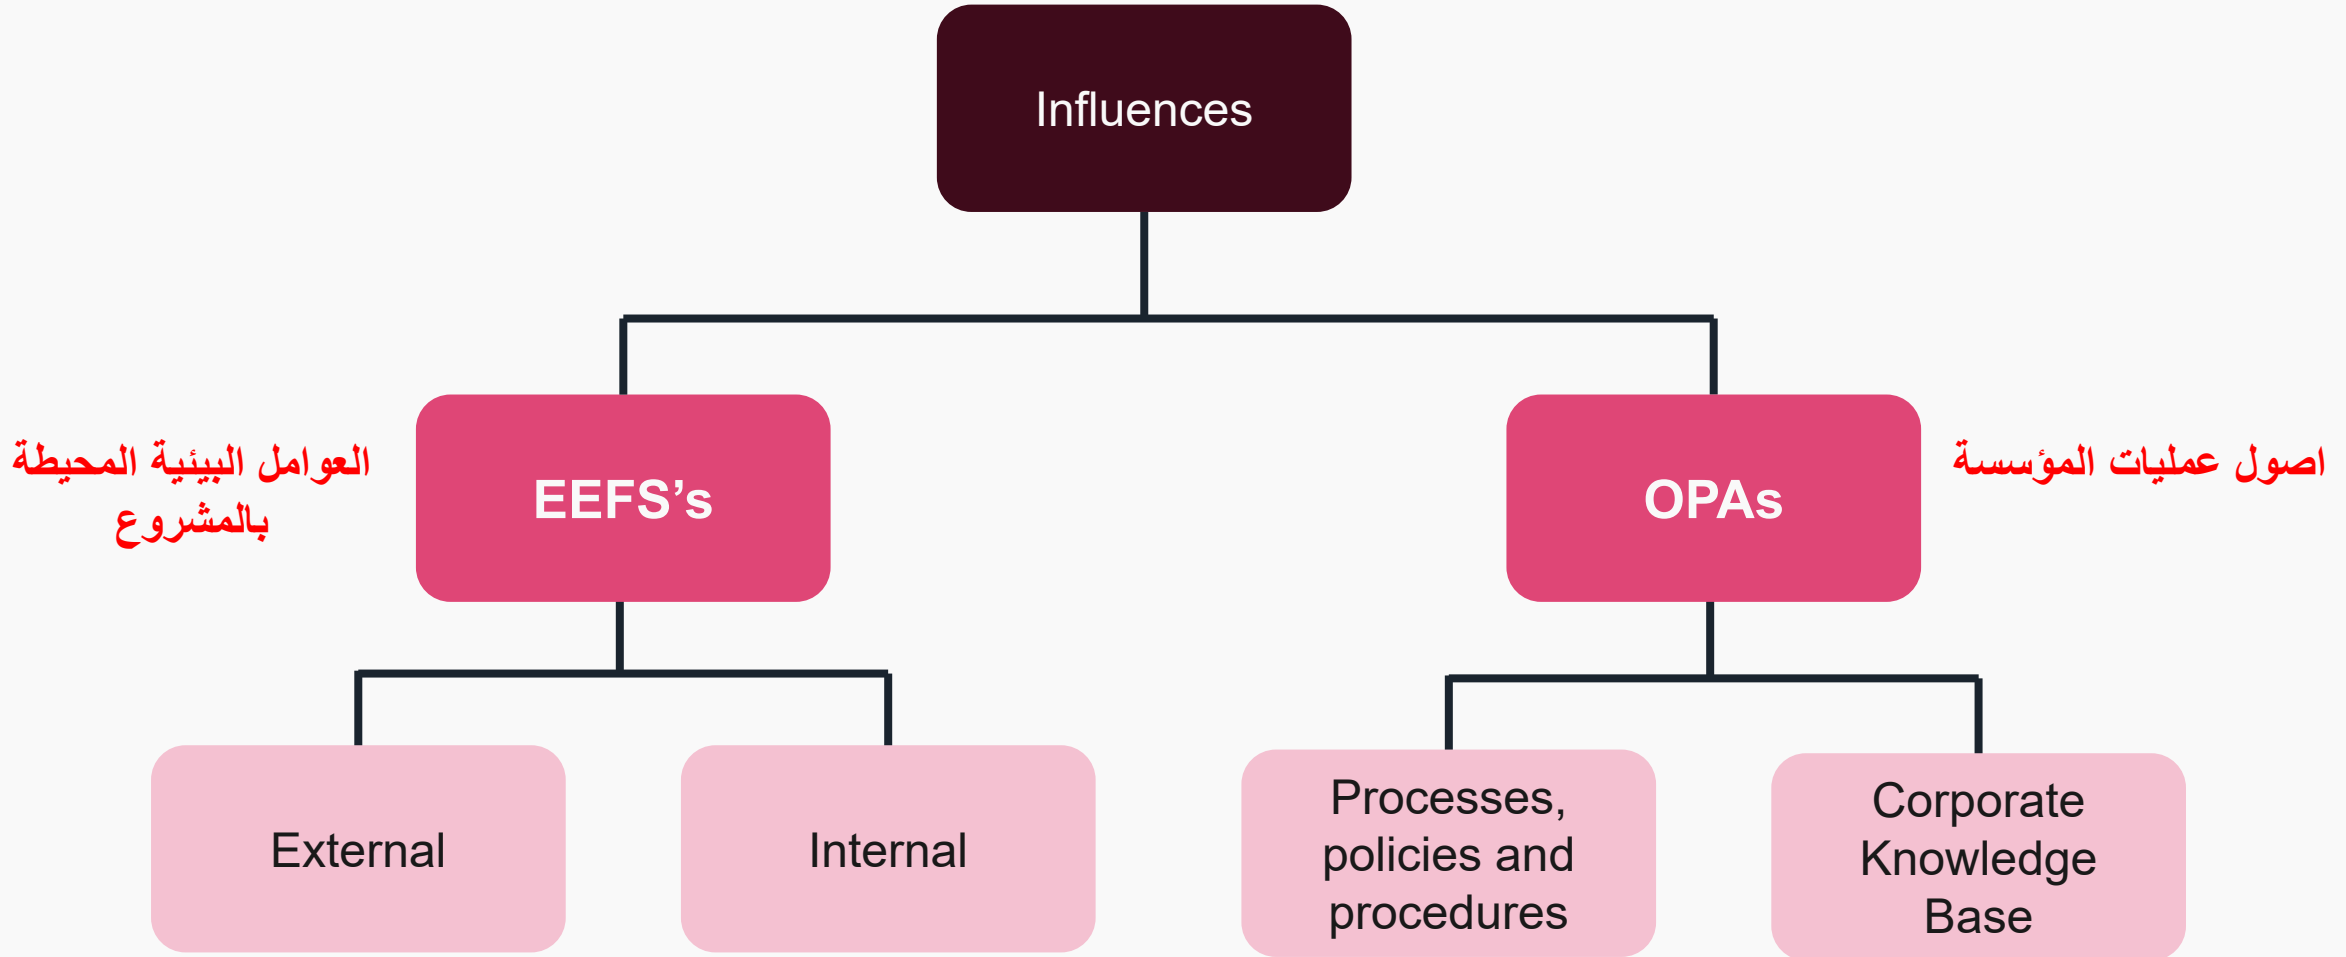 Influences
العوامل البيئية المحيطة
بالمشروع
EEFS’s
OPAs
اصول عمليات المؤسسة
External
Internal
Processes,
policies and
procedures
Corporate
Knowledge
Base